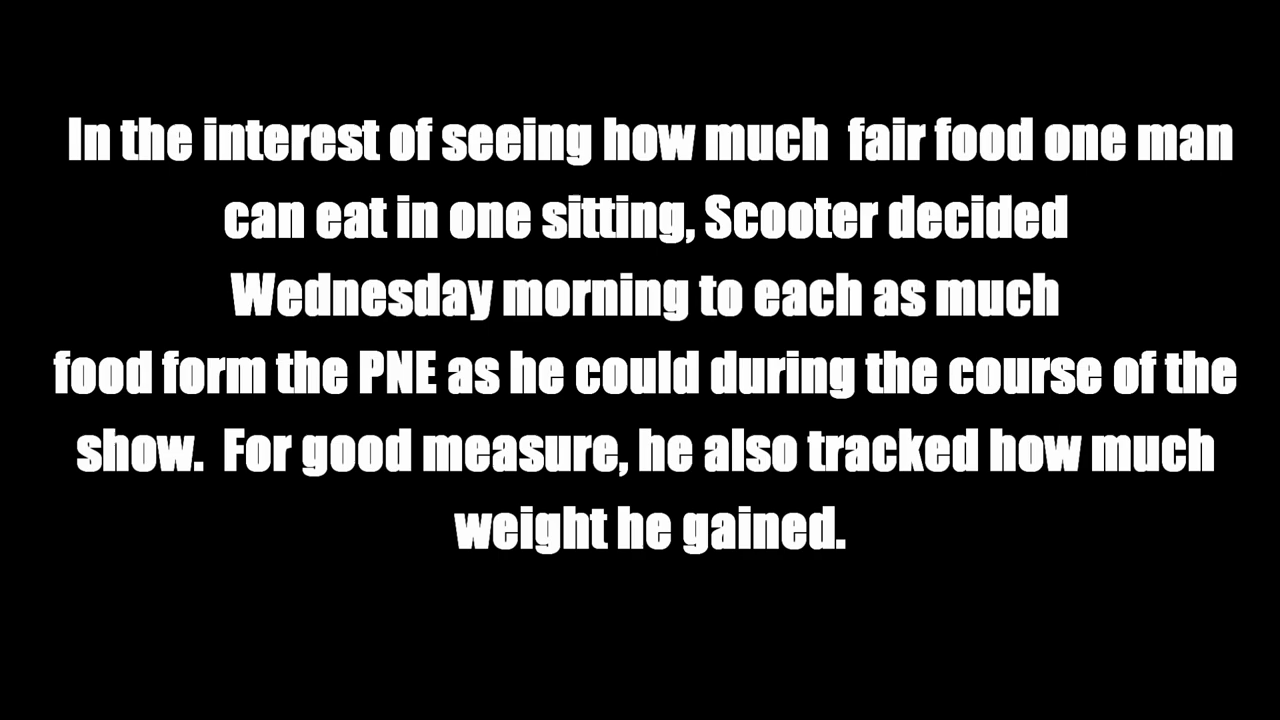 In the interest of seeing how much  fair food one man
can eat in one sitting, Scooter decided
Wednesday morning to each as much
food form the PNE as he could during the course of the
show.  For good measure, he also tracked how much
weight he gained.